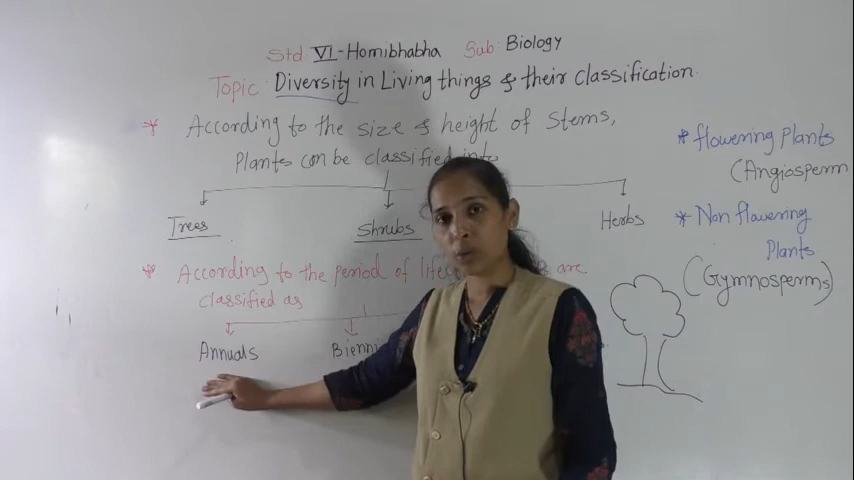 Std VI - Homibhabha Sub: Biology
Topic: Diversity in Living things & their classification.
* According to the size & height of stems,
Plants can be classified into
Trees Shrubs Herbs
* According to the period of are
classified as
Annuals
* flowering Plants
(Angiosperm
* Non flowering
Plants
(Gymnosperms)